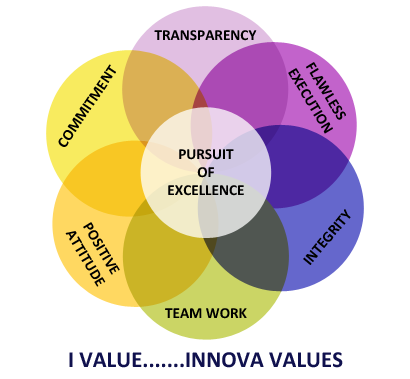 TRANSPARENCY
FLAWLESS
EXECUTION
COMMITMENT
PURSUIT
OF
EXCELLENCE
INTEGRITY
POSITIVE
ATTITUDE
TEAM WORK
I VALUE.......INNOVA VALUES